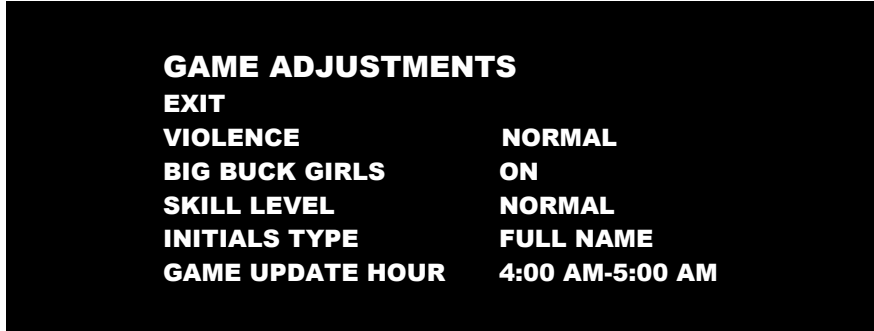 GAME ADJUSTMENTS
EXIT
VIOLENCE NORMAL
BIG BUCK GIRLS ON
SKILL LEVEL NORMAL
INITIALS TYPE FULL NAME
GAME UPDATE HOUR 4:00 AM-5:00 AM